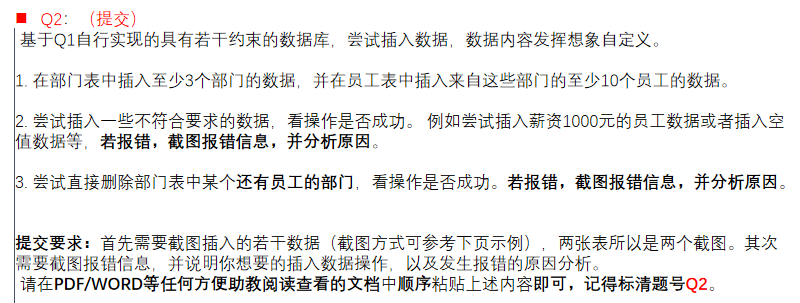 ■ Q2：（提交）
基于Q1自行实现的具有若干约束的数据库，尝试插入数据，数据内容发挥想象自定义。
1. 在部门表中插入至少3个部门的数据，并在员工表中插入来自这些部门的至少10个员工的数据。
2. 尝试插入一些不符合要求的数据，看操作是否成功。 例如尝试插入薪资1000元的员工数据或者插入空
值数据等，若报错，截图报错信息，并分析原因。
3. 尝试直接删除部门表中某个还有员工的部门，看操作是否成功。若报错，截图报错信息，并分析原因。
提交要求：首先需要截图插入的若干数据（截图方式可参考下页示例），两张表所以是两个截图。其次
需要截图报错信息，并说明你想要的插入数据操作，以及发生报错的原因分析。
请在PDF/WORD等任何方便助教阅读查看的文档中顺序粘贴上述内容即可，记得标清题号Q2。